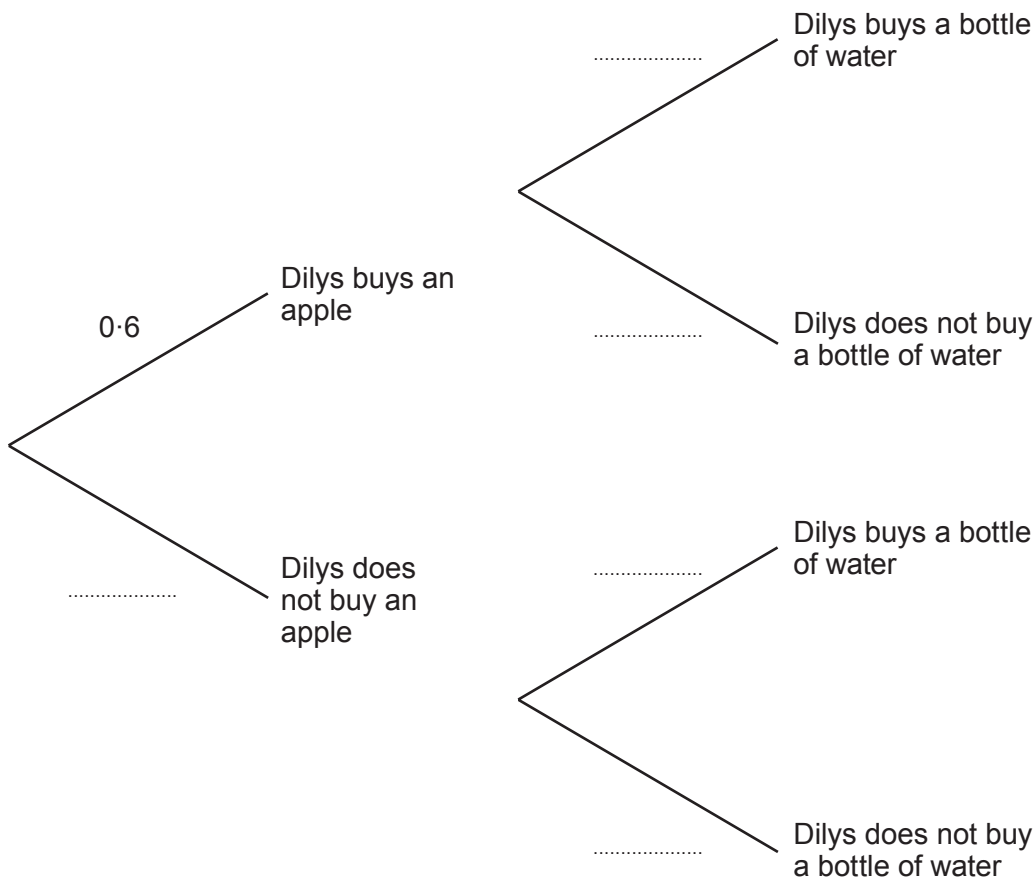 Dilys buys a bottle
of water
....................
Dilys buys an
apple
0·6
Dilys does not buy
a bottle of water
....................
Dilys buys a bottle
of water
....................
Dilys does
not buy an
apple
....................
Dilys does not buy
a bottle of water
....................